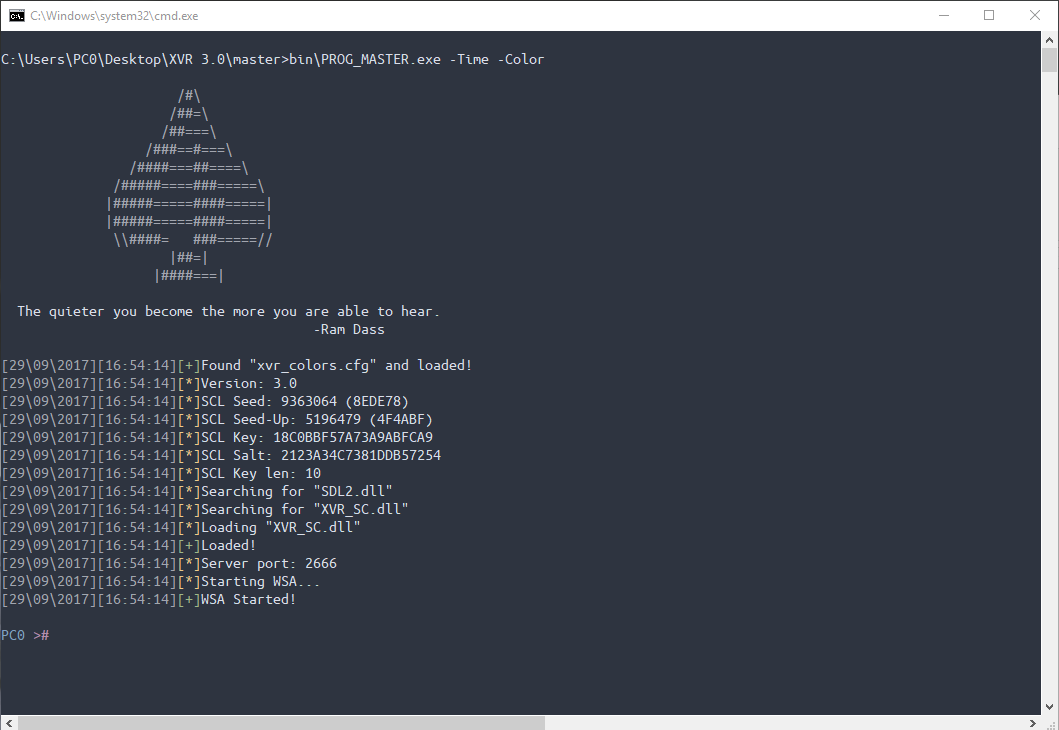 C:\Windows\system32\cmd.exe
C:\Users\PC0\Desktop\XVR 3.0\master>bin\PROG_MASTER.exe -Time -Color
/#\
/##=\
/##===\
/###==#===\
/####===##====\
/#####====###=====\
|#####=====####=====|
|#####=====####=====|
\\####=   ###=====//
|##=|
|####===|
The quieter you become the more you are able to hear.
-Ram Dass
[29\09\2017][16:54:14][+]Found "xvr_colors.cfg" and loaded!
[29\09\2017][16:54:14][*]Version: 3.0
[29\09\2017][16:54:14][*]SCL Seed: 9363064 (8EDE78)
[29\09\2017][16:54:14][*]SCL Seed-Up: 5196479 (4F4ABF)
[29\09\2017][16:54:14][*]SCL Key: 18C0BBF57A73A9ABFCA9
[29\09\2017][16:54:14][*]SCL Salt: 2123A34C7381DDB57254
[29\09\2017][16:54:14][*]SCL Key len: 10
[29\09\2017][16:54:14][*]Searching for "SDL2.dll"
[29\09\2017][16:54:14][*]Searching for "XVR_SC.dll"
[29\09\2017][16:54:14][*]Loading "XVR_SC.dll"
[29\09\2017][16:54:14][+]Loaded!
[29\09\2017][16:54:14][*]Server port: 2666
[29\09\2017][16:54:14][*]Starting WSA...
[29\09\2017][16:54:14][+]WSA Started!
PC0 >#